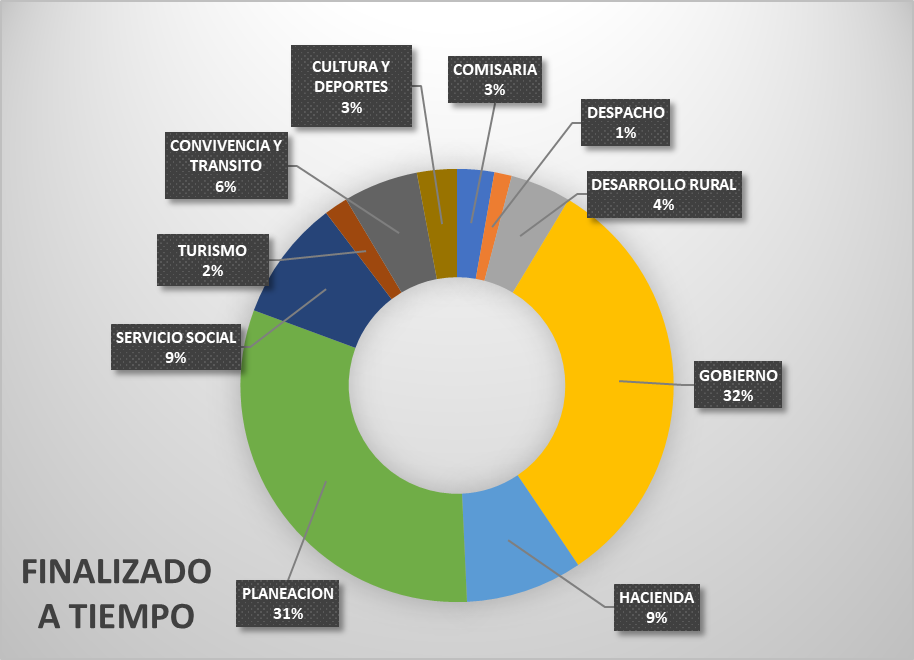 CULTURA Y
DEPORTES
3%
COMISARIA
3%
DESPACHO
1%
CONVIVENCIA Y
TRANSITO
6%
DESARROLLO RURAL
4%
TURISMO
2%
SERVICIO SOCIAL
9%
GOBIERNO
32%
FINALIZADO
A TIEMPO
PLANEACION
31%
HACIENDA
9%